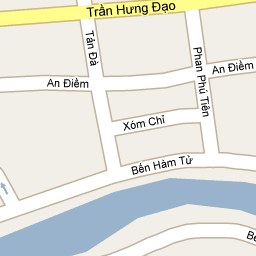 Trần Hưng Đạo
Tản Đà
Phan Phú Tiên
An Điềm
An Điềm
Xóm Chỉ
Bến Hàm Tử